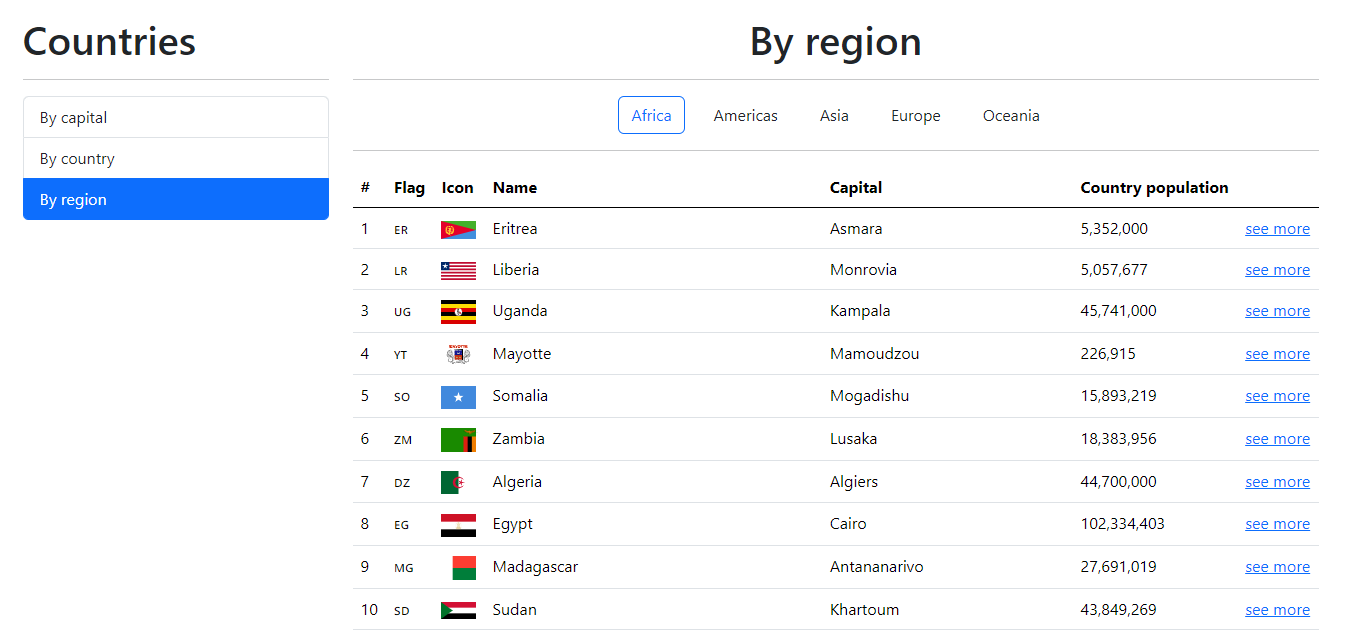 Countries
By capital
By country
By region
By region
Africa Americas Asia Europe Oceania
# Flag Icon Name Capital Country population
1 ER Eritrea Asmara 5,352,000 see more
2 LR Liberia Monrovia 5,057,677 see more
3 UG Uganda Kampala 45,741,000 see more
4 YT MAYOTTE Mayotte Mamoudzou 226,915 see more
5 SO Somalia Mogadishu 15,893,219 see more
6 ZM Zambia Lusaka 18,383,956 see more
7 DZ Algeria Algiers 44,700,000 see more
8 EG Egypt Cairo 102,334,403 see more
9 MG Madagascar Antananarivo 27,691,019 see more
10 SD Sudan Khartoum 43,849,269 see more